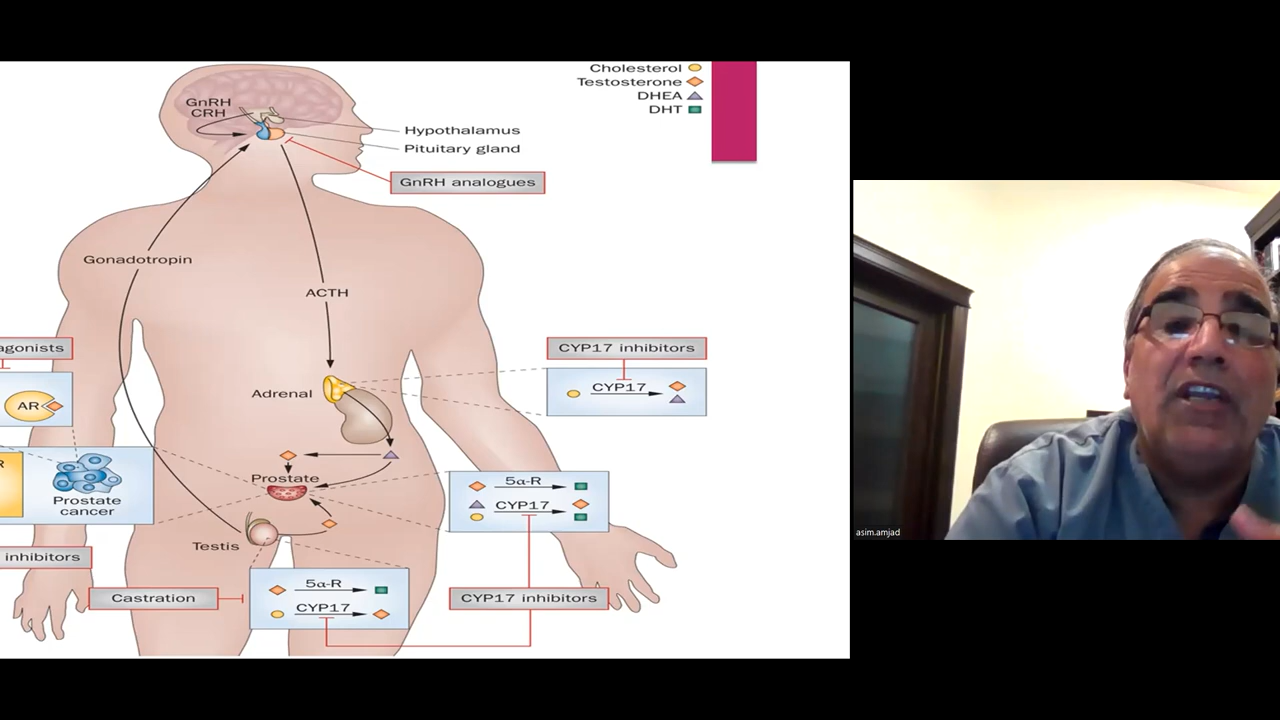 Cholesterol
Testosterone
DHEA
DHT
GnRH
CRH
Hypothalamus
Pituitary gland
GnRH analogues
Gonadotropin
ACTH
agonists
CYP17 inhibitors
CYP17
Adrenal
AR
R
Prostate
cancer
Prostate
5α-R
CYP17
Testis
inhibitors
5α-R
CYP17
Castration
CYP17 inhibitors
asim.amjad